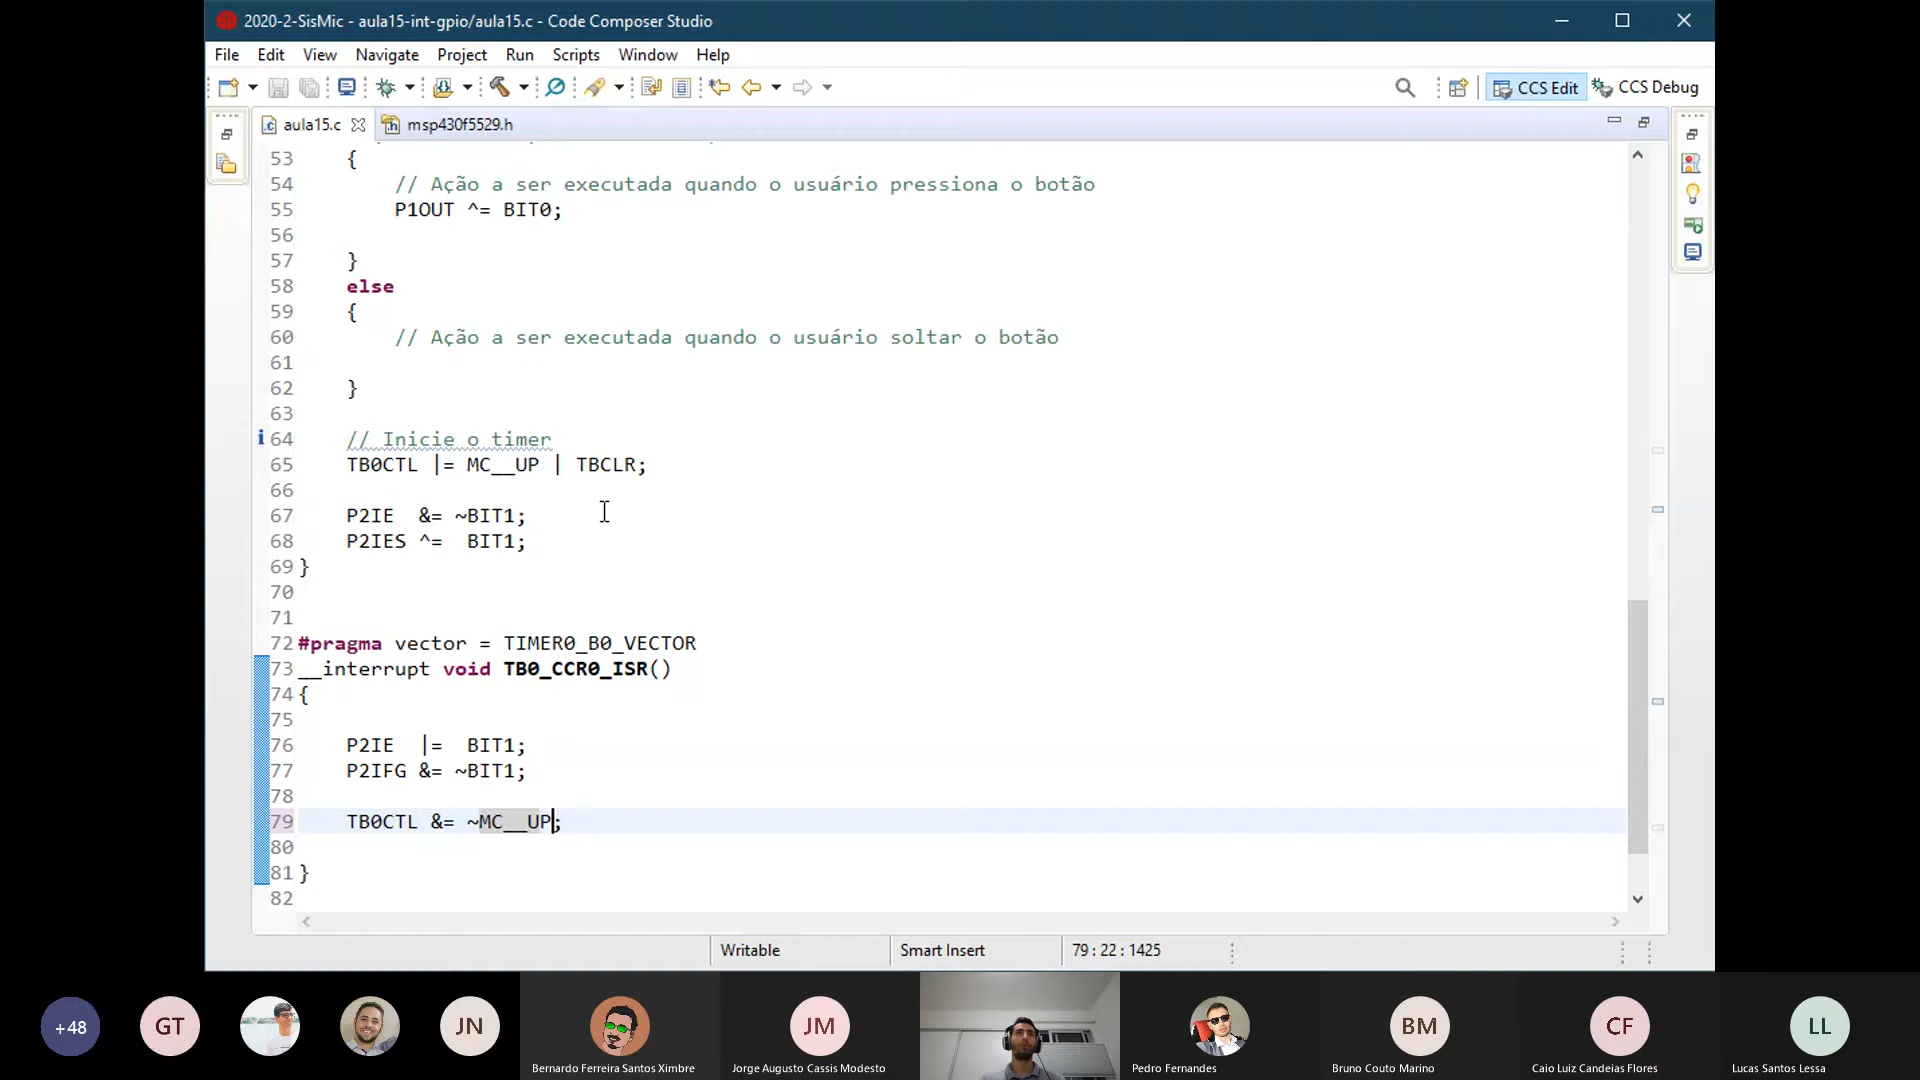 2020-2-SisMic - aula15-int-gpio/aula15.c - Code Composer Studio
File Edit View Navigate Project Run Scripts Window Help
CCS Edit CCS Debug
aula15.c msp430f5529.h
53 {
54 // Ação a ser executada quando o usuário pressiona o botão
55 P1OUT ^= BIT0;
56
57 }
58 else
59 {
60 // Ação a ser executada quando o usuário soltar o botão
61
62 }
63
64 // Inicie o timer
65 TB0CTL |= MC__UP | TBCLR;
66
67 P2IE &= ~BIT1;
68 P2IES ^= BIT1;
69 }
70
71
72 #pragma vector = TIMER0_B0_VECTOR
73 __interrupt void TB0_CCR0_ISR()
74 {
75
76 P2IE |= BIT1;
77 P2IFG &= ~BIT1;
78
79 TB0CTL &= ~MC__UP;
80
81 }
82
Writable Smart Insert 79 : 22 : 1425
+48 GT JN JM BM CF LL
Bernardo Ferreira Santos Ximbre Jorge Augusto Cassis Modesto Pedro Fernandes Bruno Couto Marino Caio Luiz Candeias Flores Lucas Santos Lessa